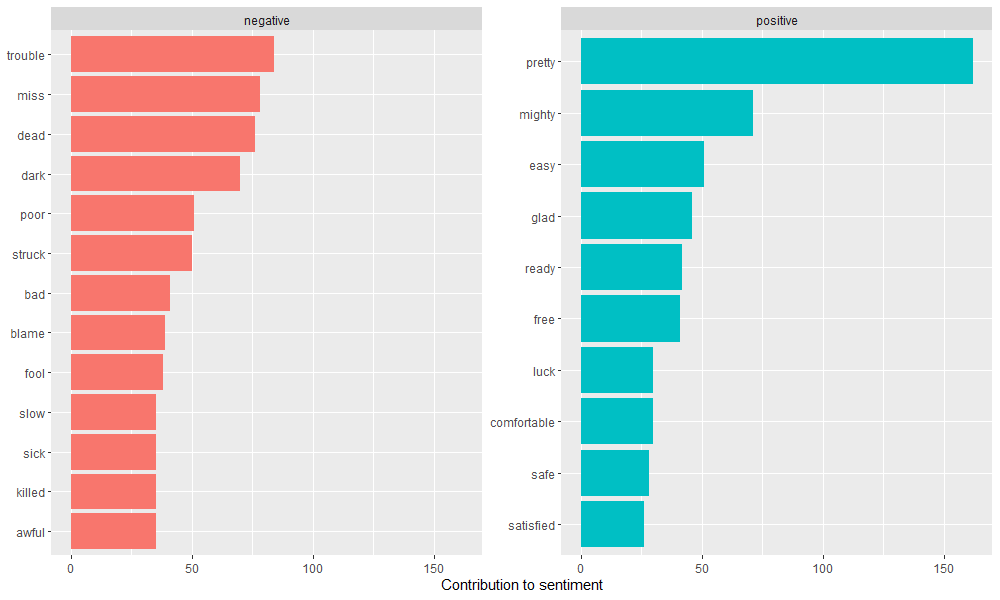 negative
trouble
miss
dead
dark
poor
struck
bad
blame
fool
slow
sick
killed
awful
0 50 100 150
positive
pretty
mighty
easy
glad
ready
free
luck
comfortable
safe
satisfied
0 50 100 150
Contribution to sentiment